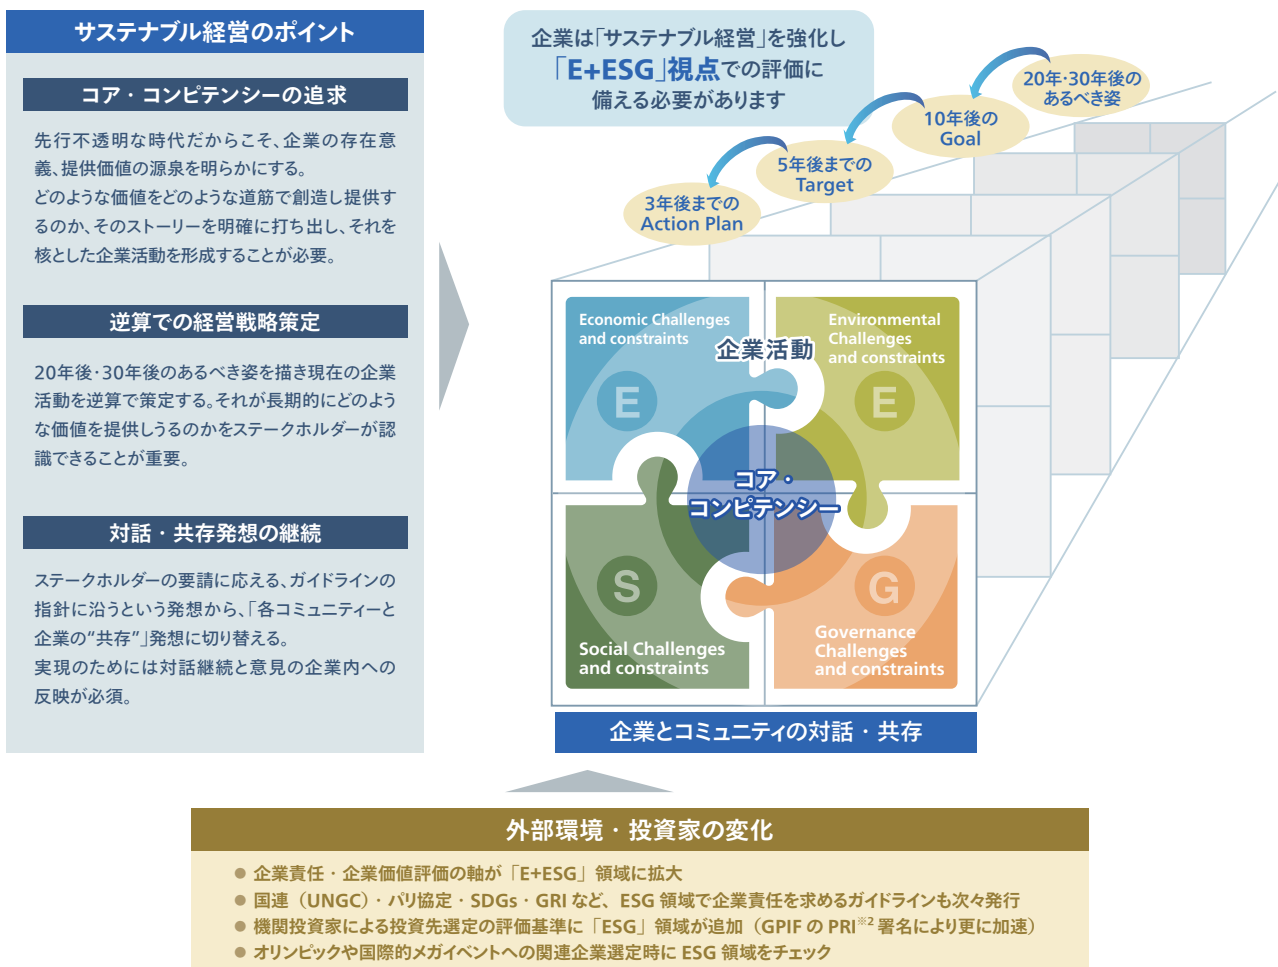 サステナブル経営のポイント
コア・コンピテンシーの追求
先行不透明な時代だからこそ、企業の存在意
義、提供価値の源泉を明らかにする。
どのような価値をどのような道筋で創造し提供す
るのか、そのストーリーを明確に打ち出し、それを
核とした企業活動を形成することが必要。
逆算での経営戦略策定
20年後・30年後のあるべき姿を描き現在の企業
活動を逆算で策定する。それが長期的にどのよう
な価値を提供しうるのかをステークホルダーが認
識できることが重要。
対話・共存発想の継続
ステークホルダーの要請に応える、ガイドラインの
指針に沿うという発想から、「各コミュニティーと
企業の“共存”」発想に切り替える。
実現のためには対話継続と意見の企業内への
反映が必須。
企業は「サステナブル経営」を強化し
「E+ESG」視点での評価に
備える必要があります
20年・30年後の
あるべき姿
10年後の
Goal
5年後までの
Target
3年後までの
Action Plan
Economic Challenges
and constraints
E
Environmental
Challenges
and constraints
E
企業活動
コア・
コンピテンシー
S
Social Challenges
and constraints
G
Governance
Challenges
and constraints
企業とコミュニティの対話・共存
外部環境・投資家の変化
● 企業責任・企業価値評価の軸が「E+ESG」領域に拡大
● 国連（UNGC）・パリ協定・SDGs・GRI など、ESG 領域で企業責任を求めるガイドラインも次々発行
● 機関投資家による投資先選定の評価基準に「ESG」領域が追加（GPIF の PRI※2 署名により更に加速）
● オリンピックや国際的メガイベントへの関連企業選定時に ESG 領域をチェック